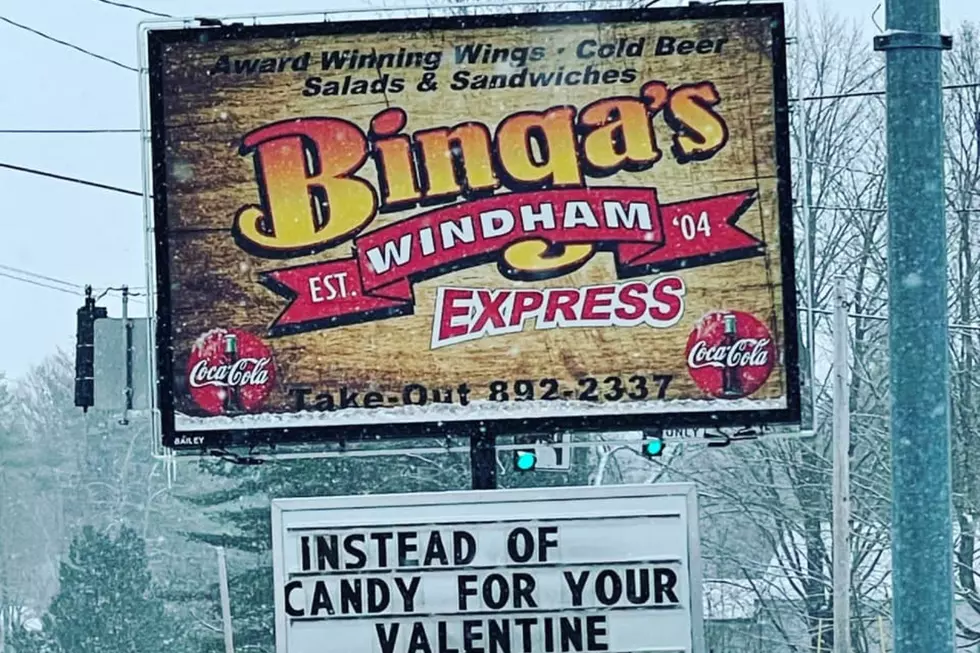 Award Winning Wings · Cold Beer
Salads & Sandwiches
Binga's
WINDHAM
EST. '04
EXPRESS
Coca-Cola
Coca-Cola
Take-Out 892-2337
BAILEY
ONLY
INSTEAD OF
CANDY FOR YOUR
VALENTINE